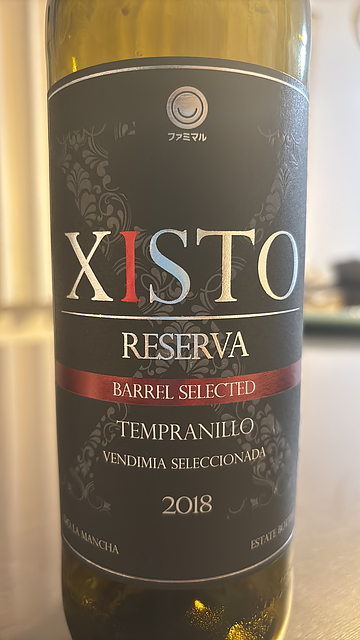 ファミマル
XISTO
RESERVA
BARREL SELECTED
TEMPRANILLO
VENDIMIA SELECCIONADA
2018
LA MANCHA
ESTATE